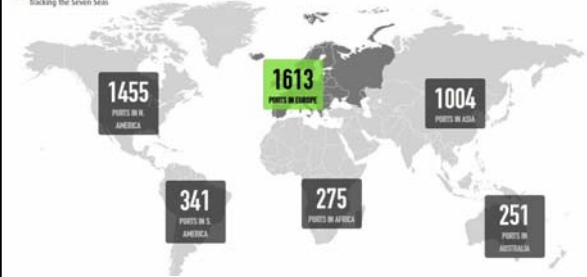 Tracking the Seven Seas
1613
PORTS IN EUROPE
1455
PORTS IN N.
AMERICA
1004
PORTS IN ASIA
341
PORTS IN S.
AMERICA
275
PORTS IN AFRICA
251
PORTS IN
AUSTRALIA